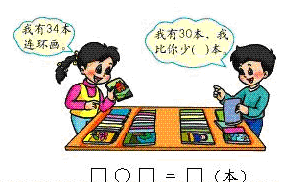 我有34本
连环画。
我有30本,我
比你少( )本。
□○□=□(本)